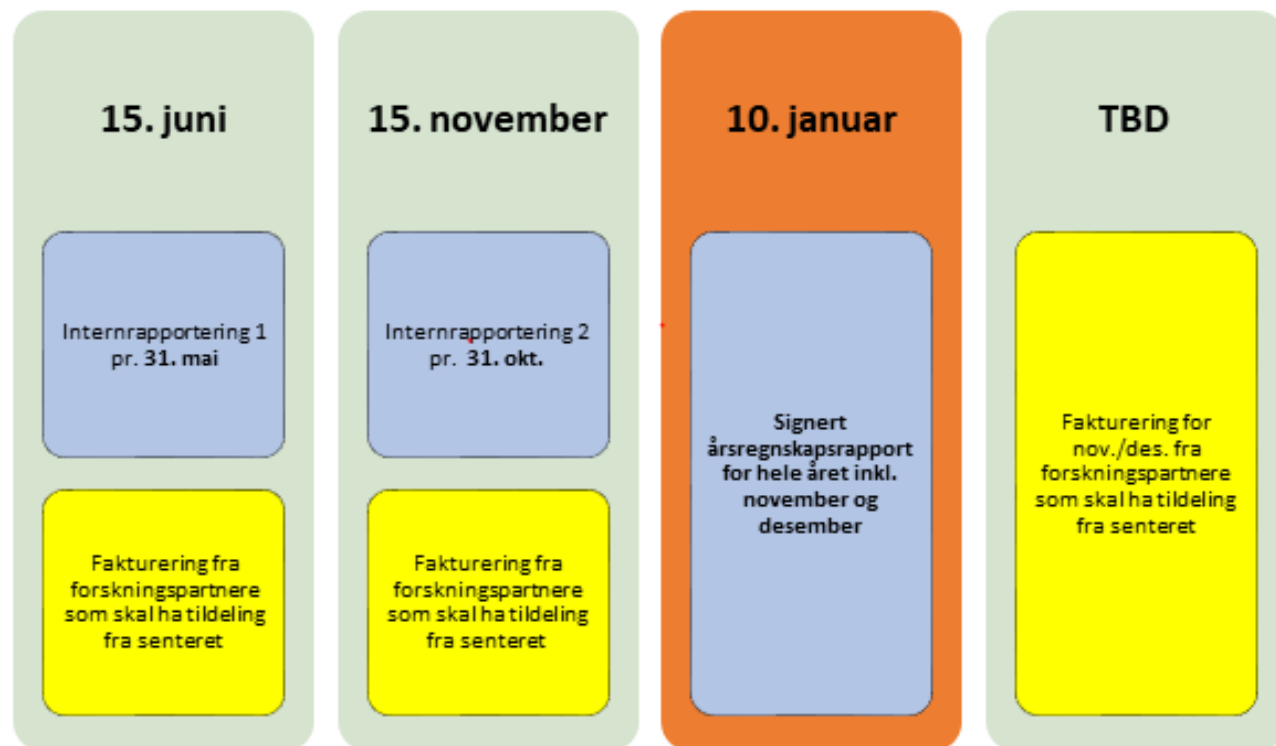 15. juni
Internrapportering 1
pr. 31. mai
Fakturering fra
forskningspartnere
som skal ha tildeling
fra senteret
15. november
Internrapportering 2
pr. 31. okt.
Fakturering fra
forskningspartnere
som skal ha tildeling
fra senteret
10. januar
Signert
årsregnskapsrapport
for hele året inkl.
november og
desember
TBD
Fakturering for
nov./des. fra
forskningspartnere
som skal ha tildeling
fra senteret